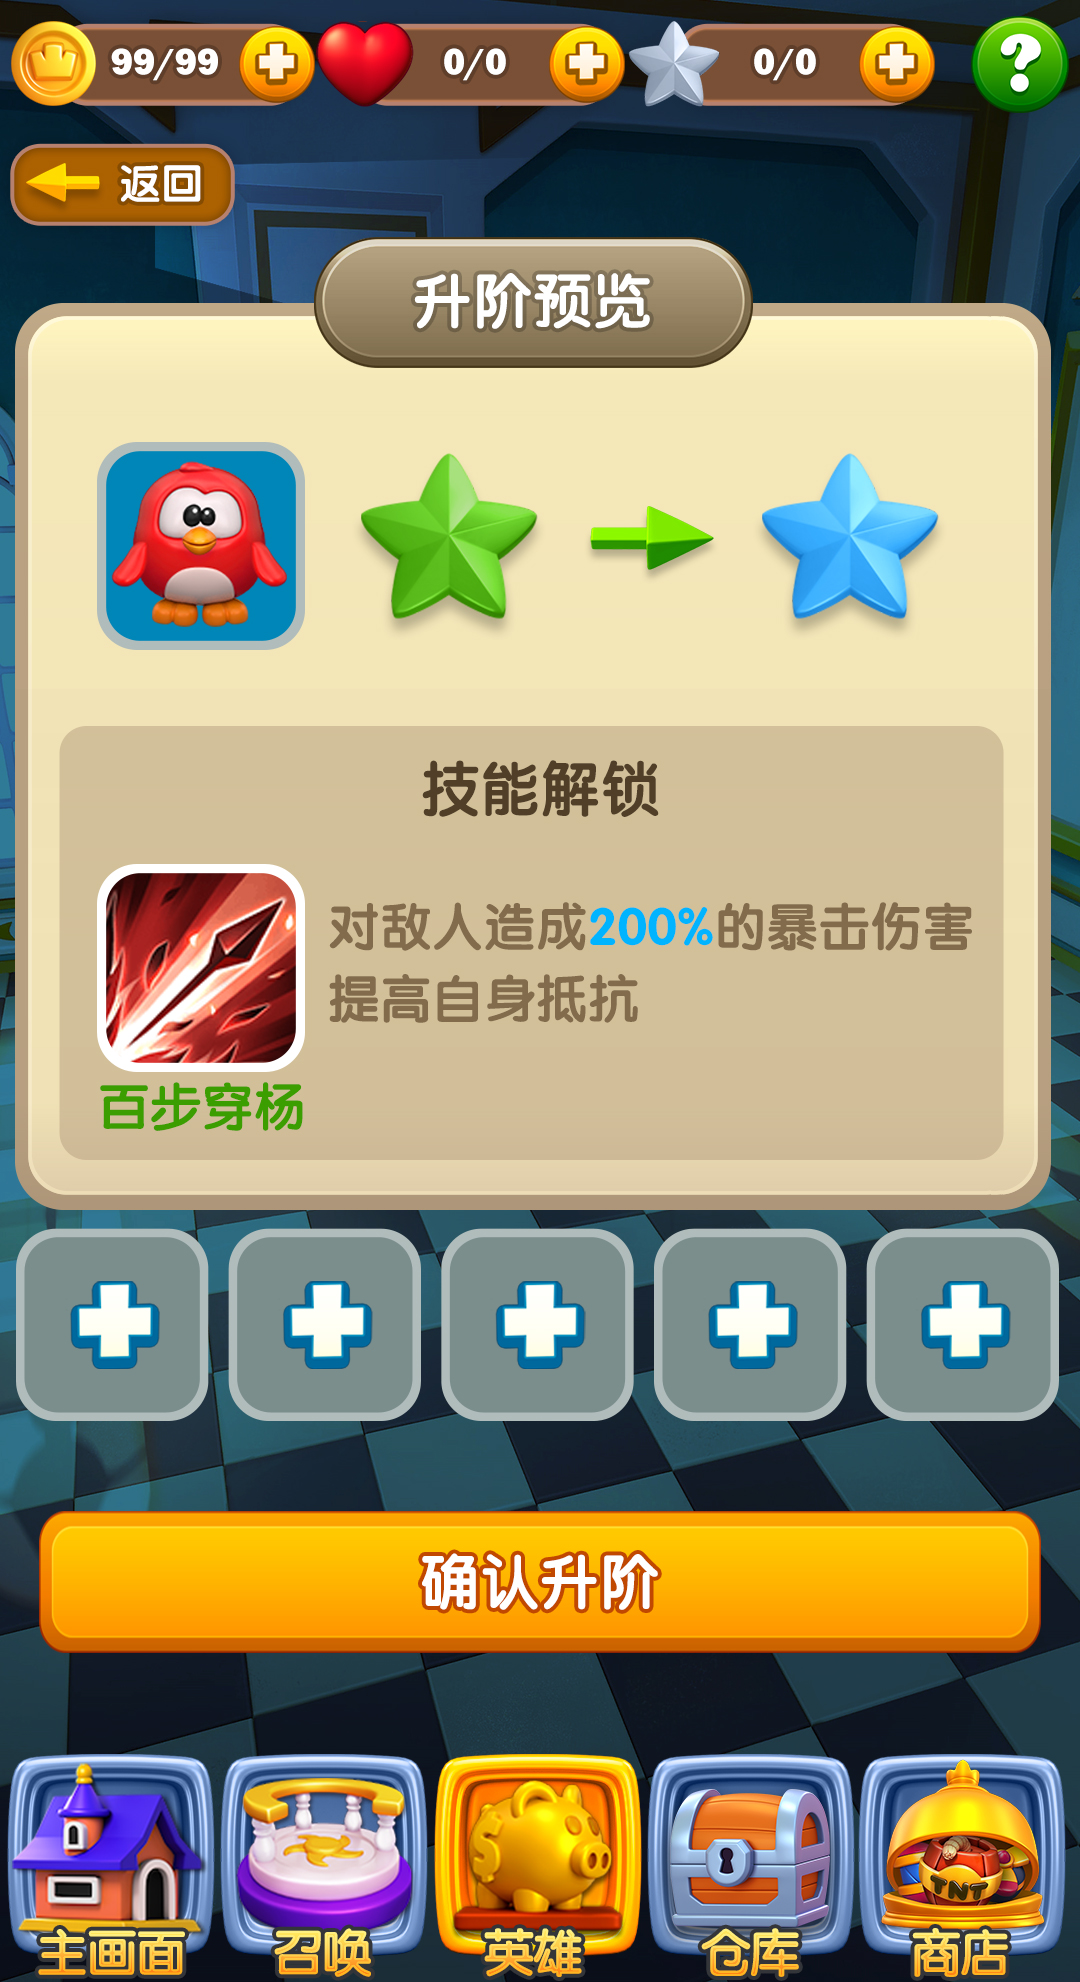 99/99
0/0
0/0
?
返回
升阶预览
技能解锁
对敌人造成200%的暴击伤害
提高自身抵抗
百步穿杨
确认升阶
TNT
主画面
召唤
英雄
仓库
商店